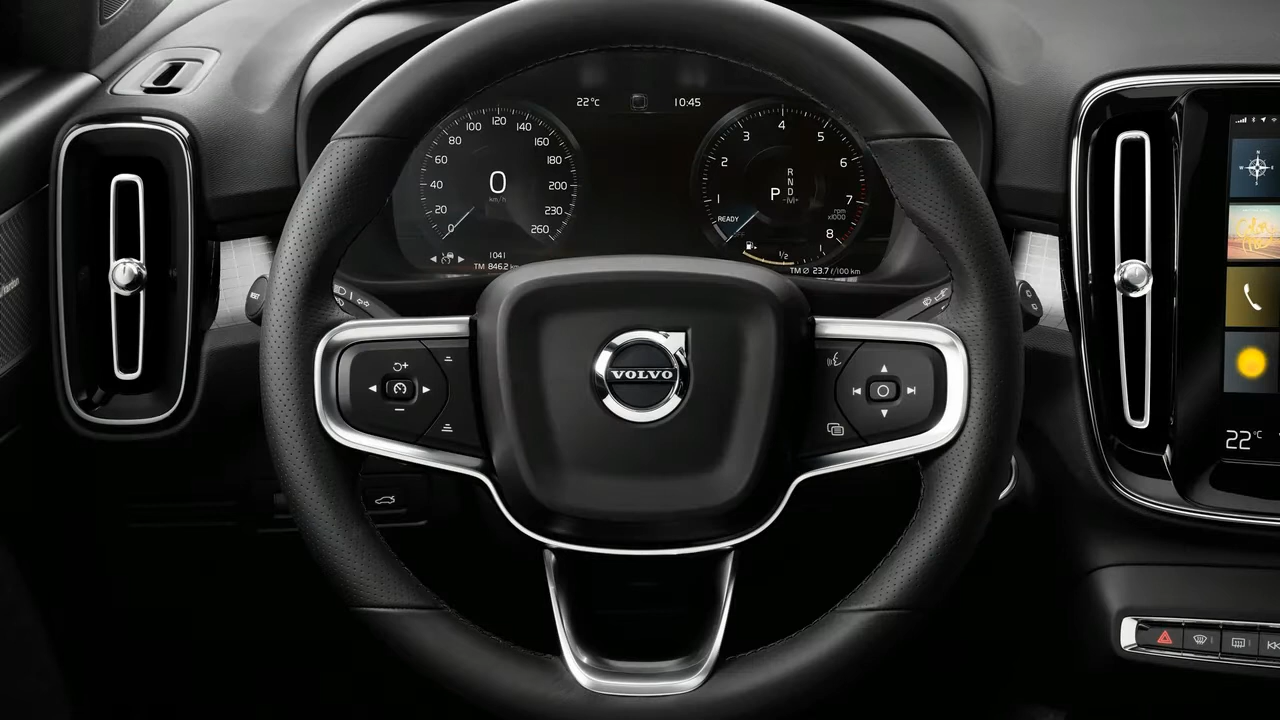 22°C
10:45
0
20
40
60
80
100
120
140
160
180
200
230
260
0
km/h
1041
TM 846.2 km
1
2
3
4
5
6
7
8
READY
R
N
D
P
-M+
rpm
x1000
1/2
TM Ø 23.7 l/100 km
RESET
VOLVO
22°C